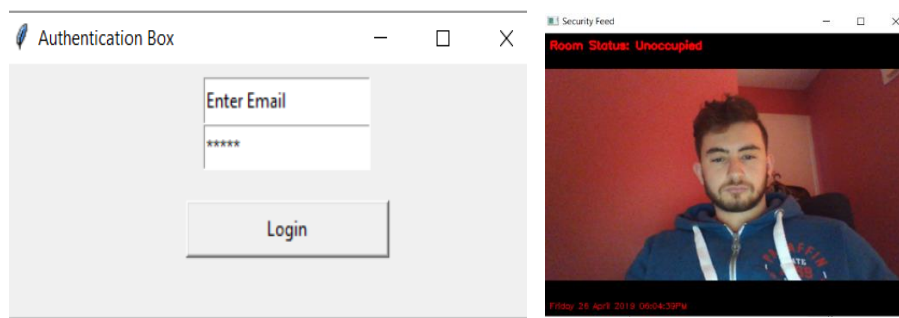 Authentication Box
Enter Email
*****
Login
Security Feed
Room Status: Unoccupied
Friday 26 April 2019 06:04:39PM